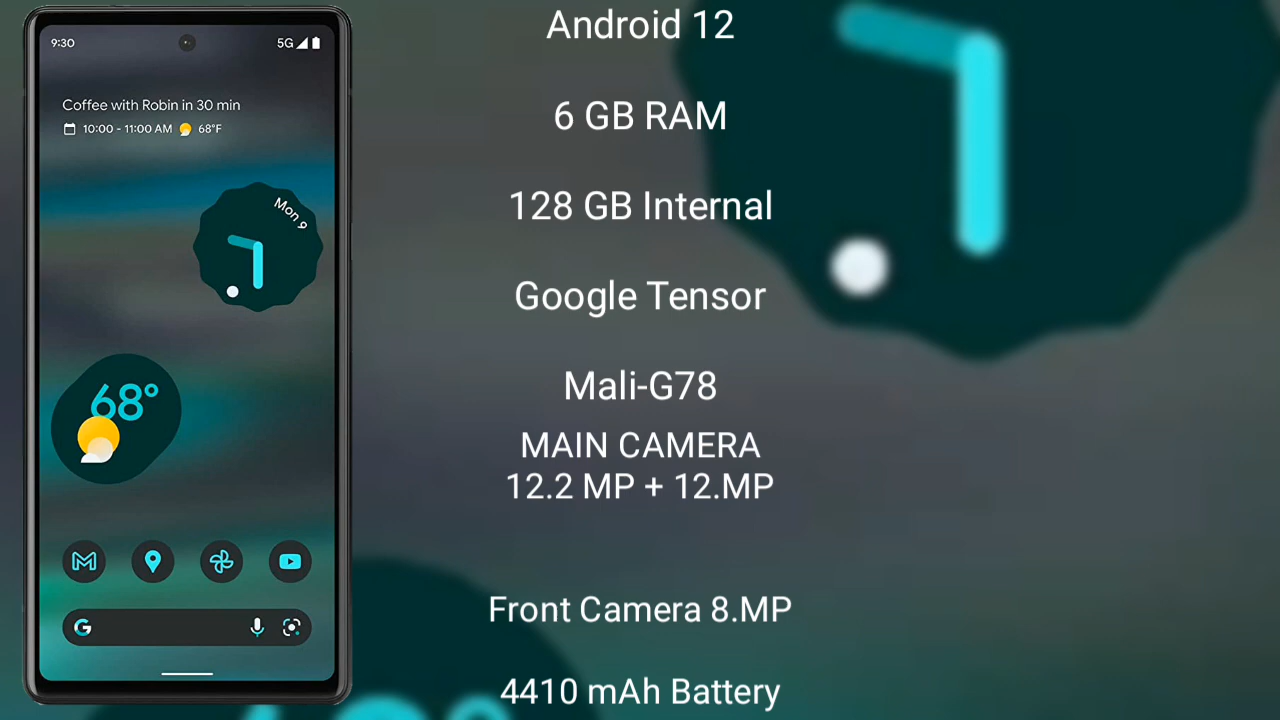 9:30
5G
Coffee with Robin in 30 min
10:00 - 11:00 AM 68°F
Mon 9
68°
G
Android 12
6 GB RAM
128 GB Internal
Google Tensor
Mali-G78
MAIN CAMERA
12.2 MP + 12.MP
Front Camera 8.MP
4410 mAh Battery